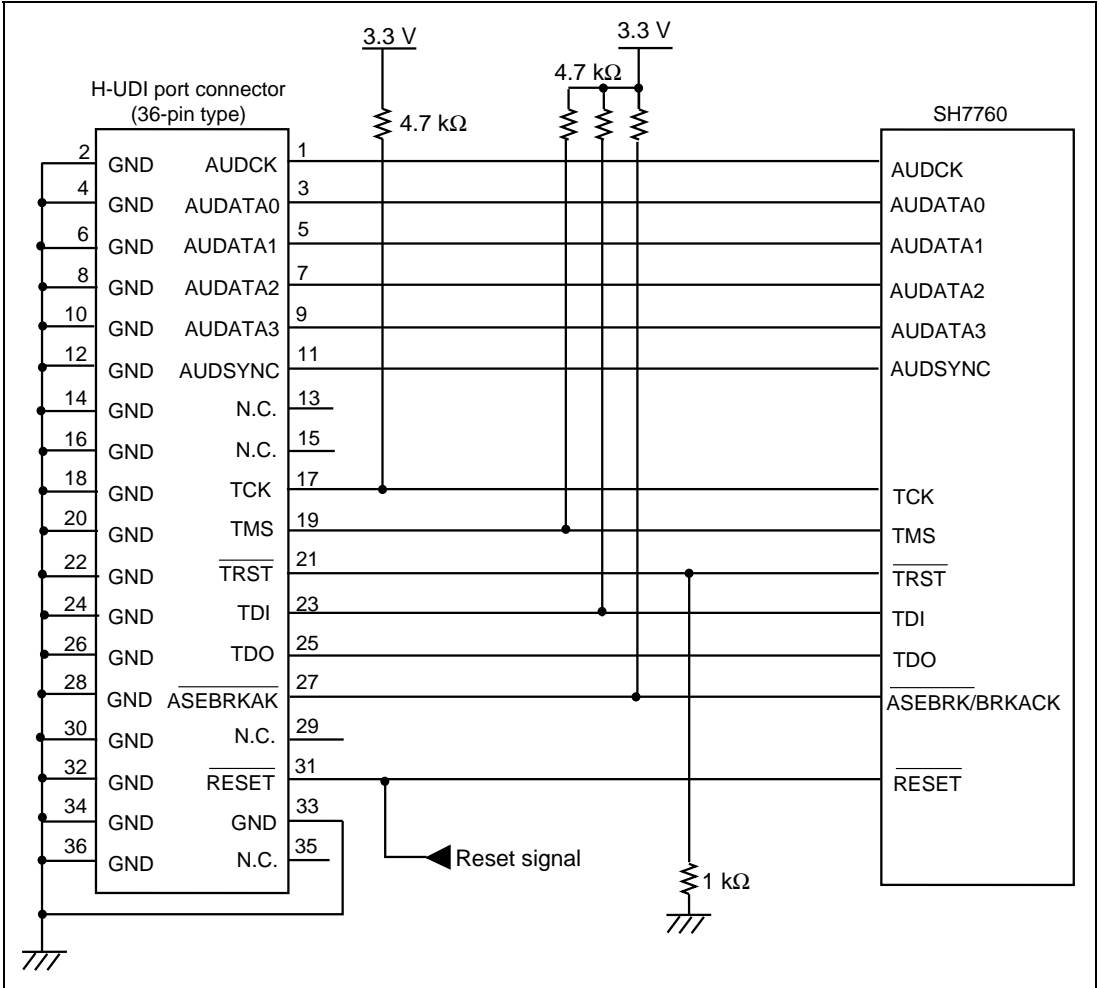 3.3 V
3.3 V
4.7 kΩ
H-UDI port connector
(36-pin type)
4.7 kΩ
SH7760
2 GND AUDCK 1 AUDCK
4 GND AUDATA0 3 AUDATA0
6 GND AUDATA1 5 AUDATA1
8 GND AUDATA2 7 AUDATA2
10 GND AUDATA3 9 AUDATA3
12 GND AUDSYNC 11 AUDSYNC
14 GND N.C. 13
16 GND N.C. 15
18 GND TCK 17 TCK
20 GND TMS 19 TMS
22 GND TRST 21 TRST
24 GND TDI 23 TDI
26 GND TDO 25 TDO
28 GND ASEBRKAK 27 ASEBRK/BRKACK
30 GND N.C. 29
32 GND RESET 31 RESET
34 GND GND 33
36 GND N.C. 35
Reset signal
1 kΩ